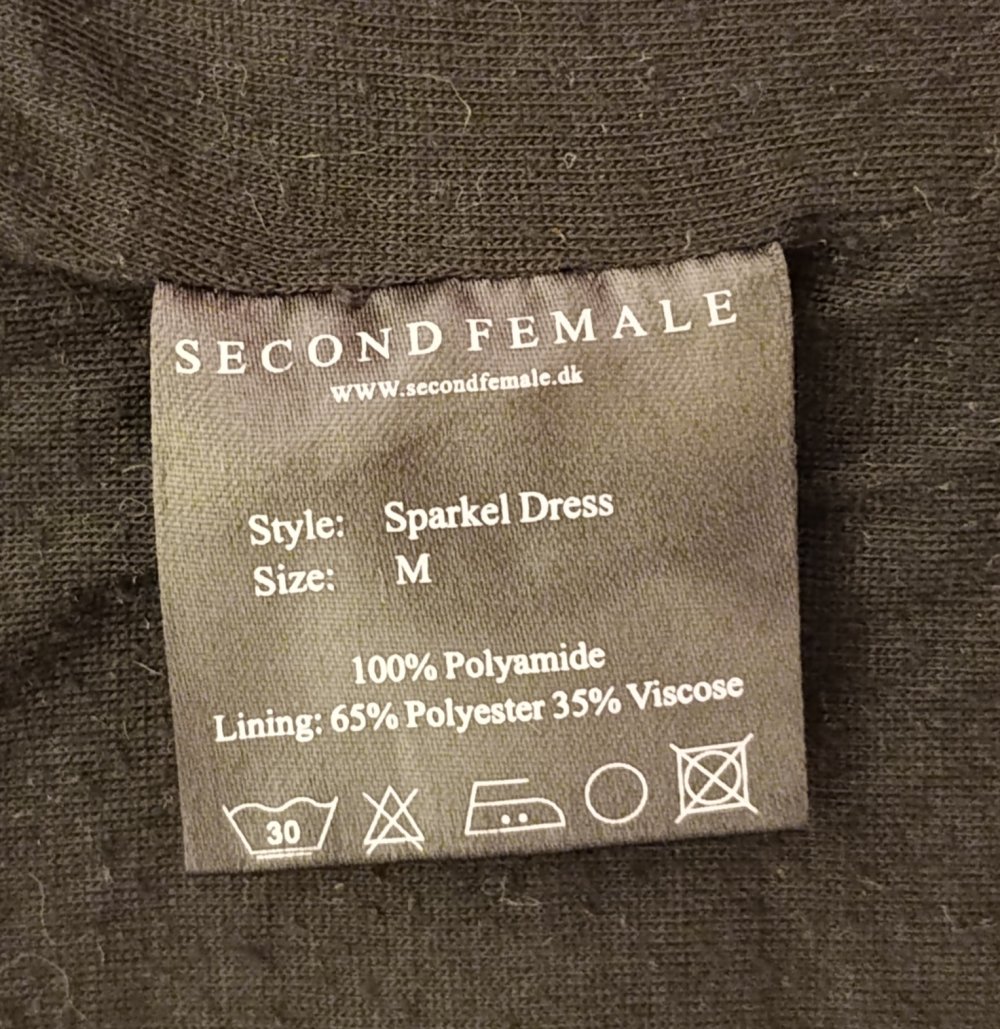 SECOND FEMALE
www.secondfemale.dk
Style: Sparkel Dress
Size: M
100% Polyamide
Lining: 65% Polyester 35% Viscose
30